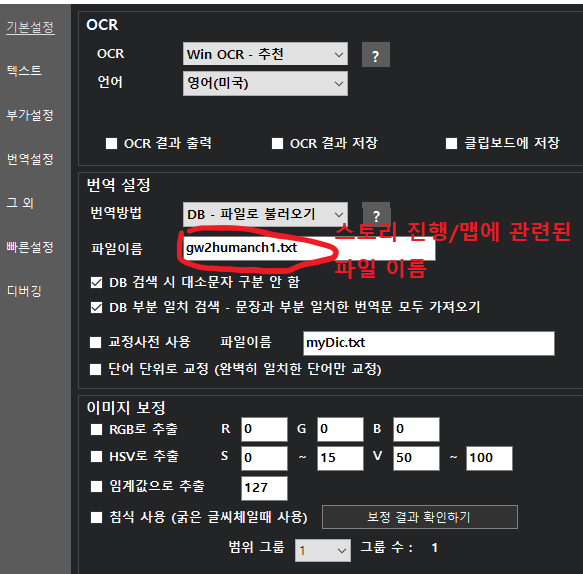 기본설정
텍스트
부가설정
번역설정
그 외
빠른설정
디버깅
OCR
OCR Win OCR - 추천 ?
언어 영어(미국)
OCR 결과 출력 OCR 결과 저장 클립보드에 저장
번역 설정
번역방법 DB - 파일로 불러오기 ?
파일이름 gw2humanch1.txt
스토리 진행/맵에 관련된
파일 이름
DB 검색 시 대소문자 구분 안 함
DB 부분 일치 검색 - 문장과 부분 일치한 번역문 모두 가져오기
교정사전 사용 파일이름 myDic.txt
단어 단위로 교정 (완벽히 일치한 단어만 교정)
이미지 보정
RGB로 추출 R 0 G 0 B 0
HSV로 추출 S 0 ~ 15 V 50 ~ 100
임계값으로 추출 127
침식 사용 (굵은 글씨체일때 사용) 보정 결과 확인하기
범위 그룹 1 그룹 수 : 1